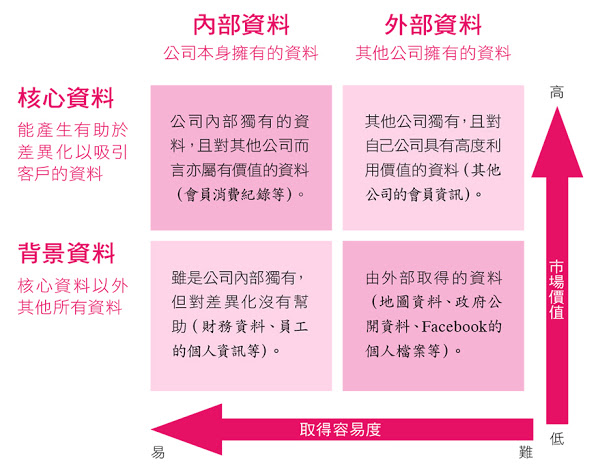 內部資料
公司本身擁有的資料
外部資料
其他公司擁有的資料
核心資料
能產生有助於
差異化以吸引
客戶的資料
公司內部獨有的資
料,且對其他公司而
言亦屬有價值的資料
(會員消費紀錄等)。
其他公司獨有,且對
自己公司具有高度利
用價值的資料(其他
公司的會員資訊)。
背景資料
核心資料以外
其他所有資料
雖是公司內部獨有,
但對差異化沒有幫
助(財務資料、員工
的個人資訊等)。
由外部取得的資料
(地圖資料、政府公
開資料、Facebook的
個人檔案等)。
高
市場價值
低
取得容易度
易
難